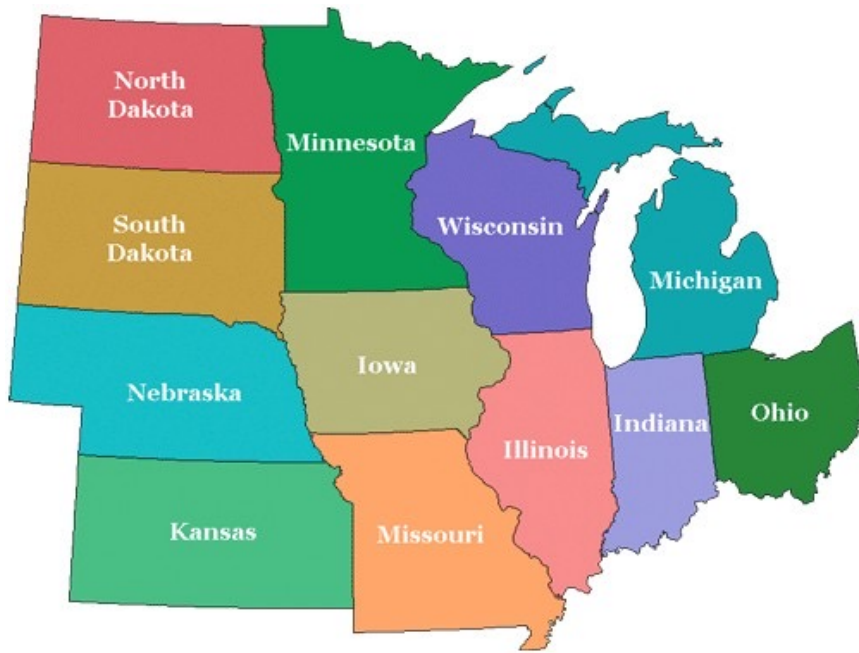 North
Dakota
Minnesota
South
Dakota
Wisconsin
Michigan
Iowa
Nebraska
Ohio
Indiana
Illinois
Kansas
Missouri